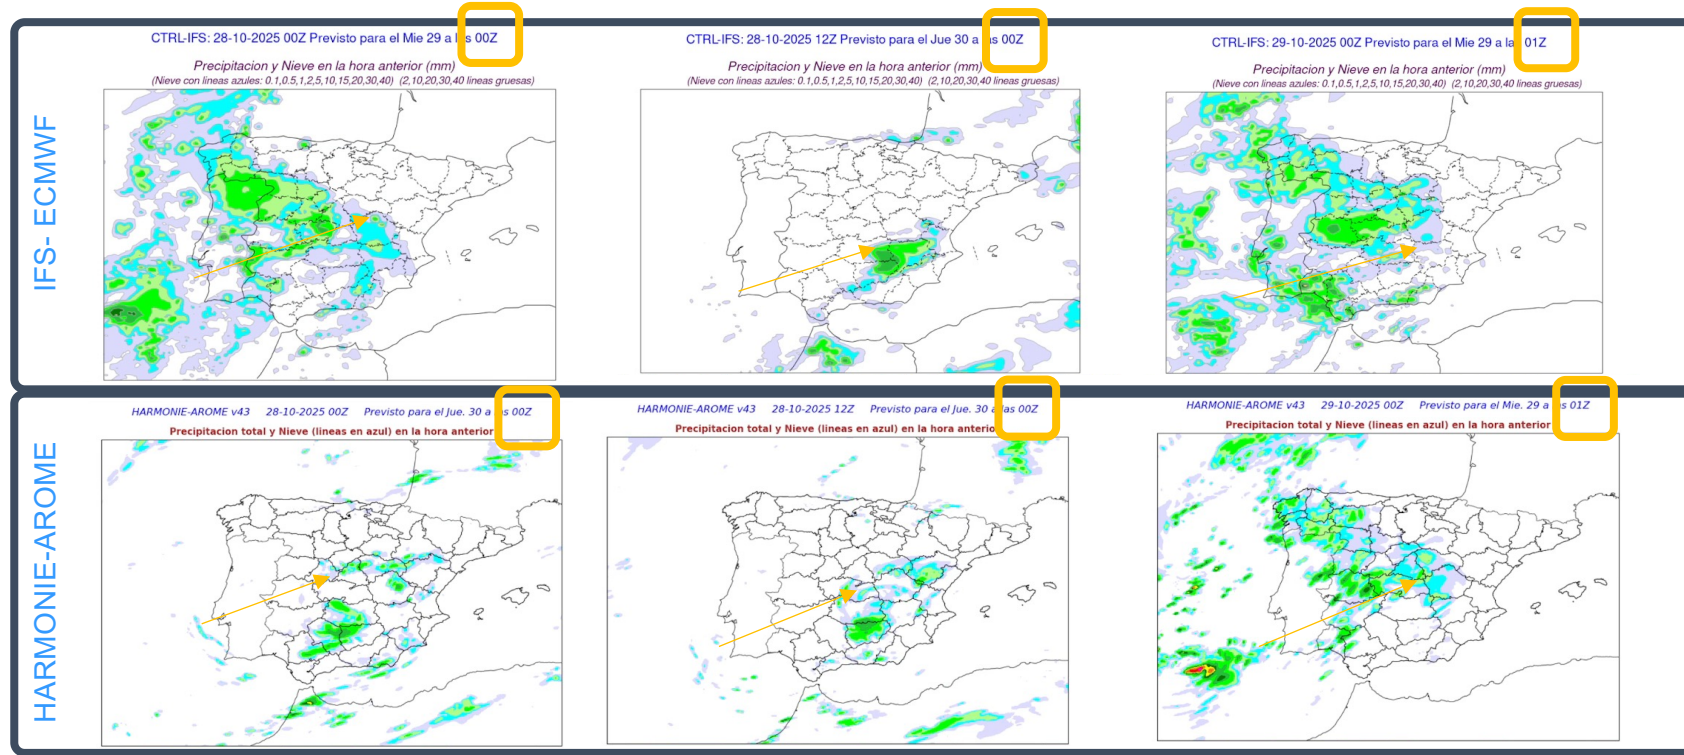 IFS- ECMWF
CTRL-IFS: 28-10-2025 00Z Previsto para el Mie 29 a las 00Z
Precipitacion y Nieve en la hora anterior (mm)
(Nieve con lineas azules: 0.1,0.5,1,2,5,10,15,20,30,40) (2,10,20,30,40 lineas gruesas)
CTRL-IFS: 28-10-2025 12Z Previsto para el Jue 30 a las 00Z
Precipitacion y Nieve en la hora anterior (mm)
(Nieve con lineas azules: 0.1,0.5,1,2,5,10,15,20,30,40) (2,10,20,30,40 lineas gruesas)
CTRL-IFS: 29-10-2025 00Z Previsto para el Mie 29 a las 01Z
Precipitacion y Nieve en la hora anterior (mm)
(Nieve con lineas azules: 0.1,0.5,1,2,5,10,15,20,30,40) (2,10,20,30,40 lineas gruesas)
HARMONIE-AROME
HARMONIE-AROME v43 28-10-2025 00Z Previsto para el Jue. 30 a las 00Z
Precipitacion total y Nieve (lineas en azul) en la hora anterior
HARMONIE-AROME v43 28-10-2025 12Z Previsto para el Jue. 30 a las 00Z
Precipitacion total y Nieve (lineas en azul) en la hora anterior
HARMONIE-AROME v43 29-10-2025 00Z Previsto para el Mie. 29 a las 01Z
Precipitacion total y Nieve (lineas en azul) en la hora anterior